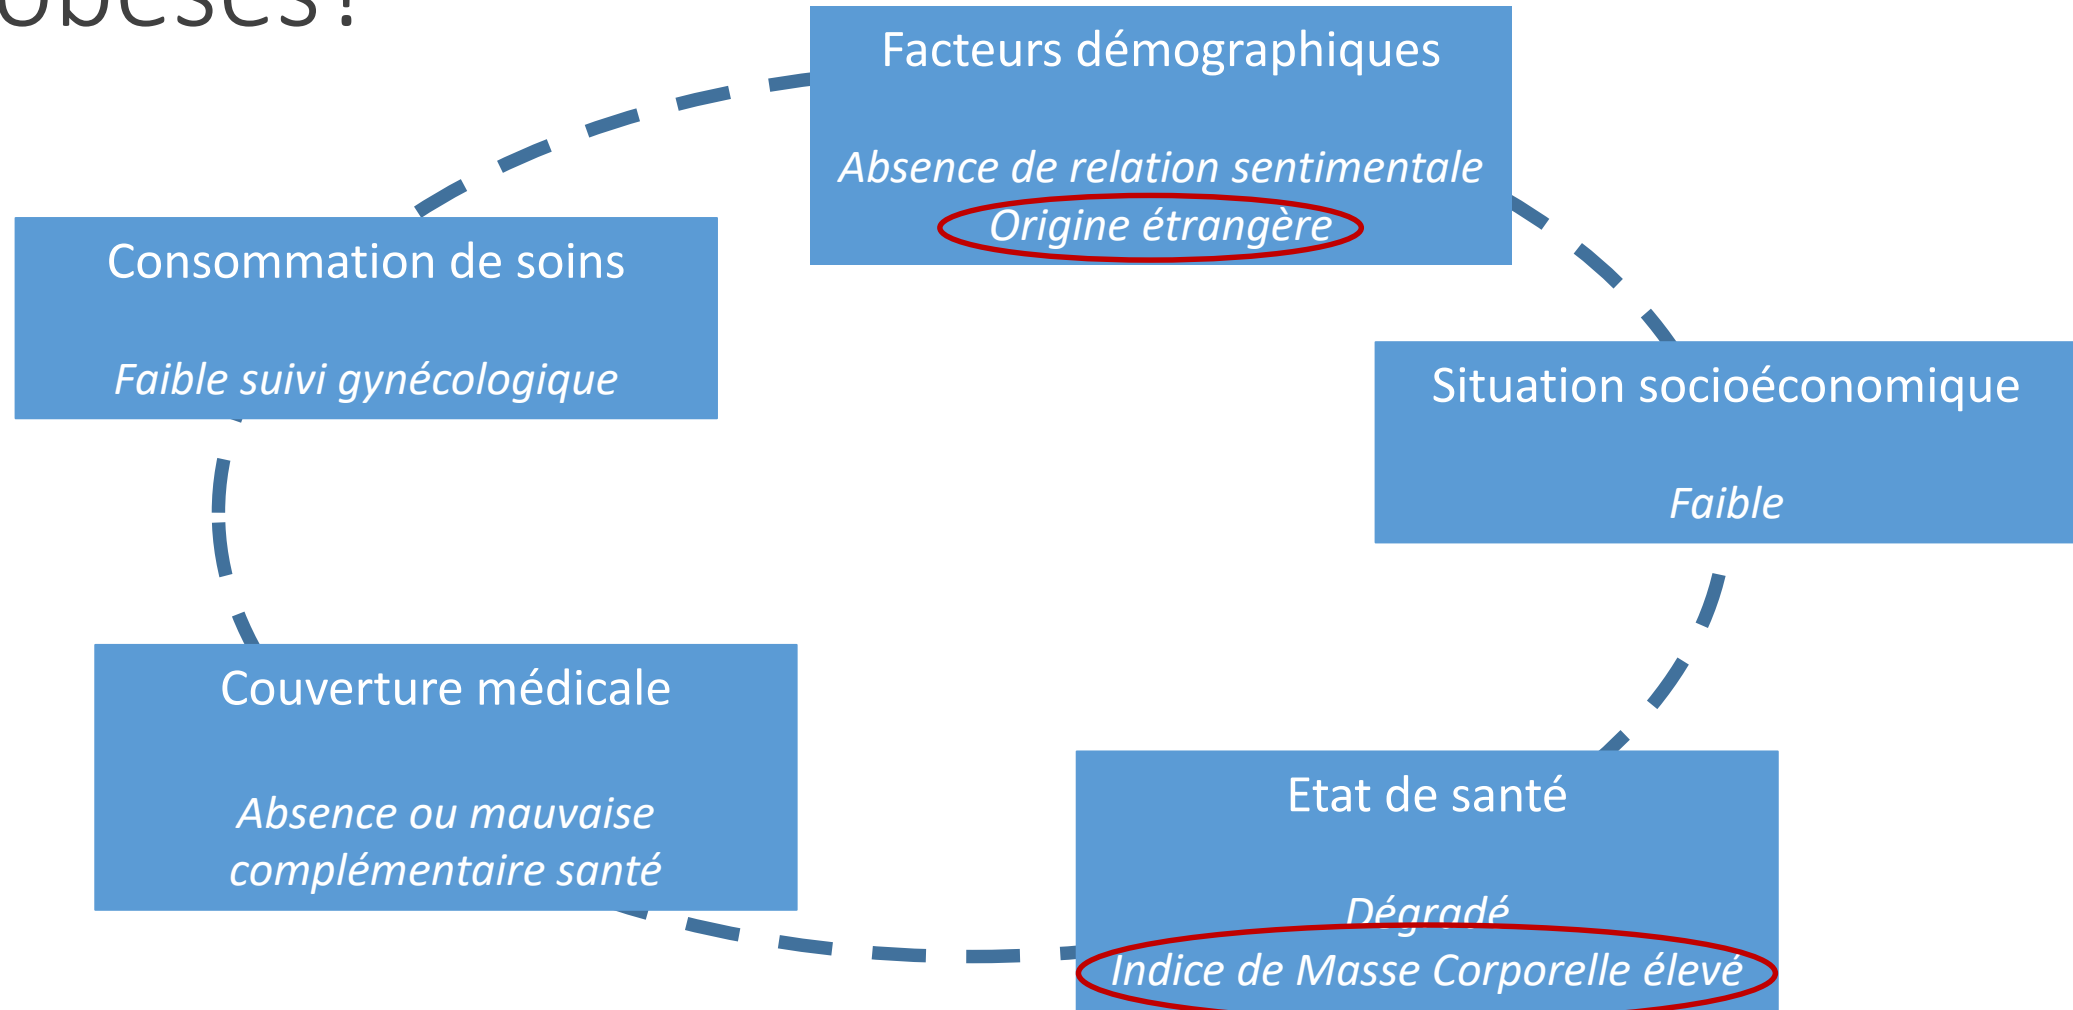 obèses?
Facteurs démographiques
Absence de relation sentimentale
Origine étrangère
Consommation de soins
Faible suivi gynécologique
Situation socioéconomique
Faible
Couverture médicale
Absence ou mauvaise
complémentaire santé
Etat de santé
Dégradé
Indice de Masse Corporelle élevé